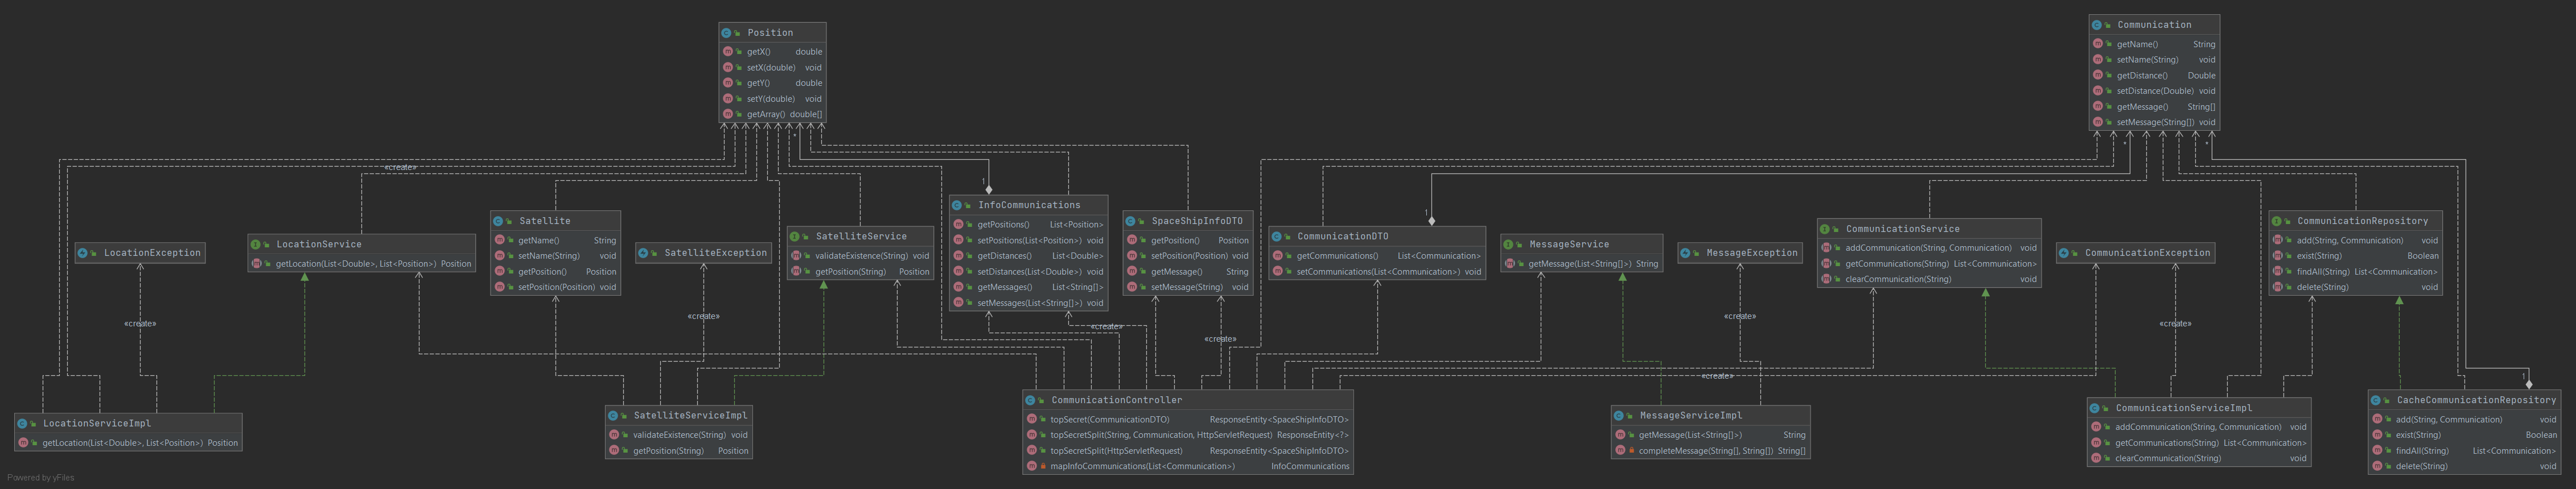 Position
getX() double
setX(double) void
getY() double
setY(double) void
getArray() double[]
Communication
getName() String
setName(String) void
getDistance() Double
setDistance(Double) void
getMessage() String[]
setMessage(String[]) void
*
*
*
«create»
1
1
1
LocationException
LocationService
getLocation(List<Double>, List<Position>) Position
Satellite
getName() String
setName(String) void
getPosition() Position
setPosition(Position) void
SatelliteException
SatelliteService
validateExistence(String) void
getPosition(String) Position
InfoCommunications
getPositions() List<Position>
setPositions(List<Position>) void
getDistances() List<Double>
setDistances(List<Double>) void
getMessages() List<String[]>
setMessages(List<String[]>) void
SpaceShipInfoDTO
getPosition() Position
setPosition(Position) void
getMessage() String
setMessage(String) void
CommunicationDTO
getCommunications() List<Communication>
setCommunications(List<Communication>) void
MessageService
getMessage(List<String[]>) String
MessageException
CommunicationService
addCommunication(String, Communication) void
getCommunications(String) List<Communication>
clearCommunication(String) void
CommunicationException
CommunicationRepository
add(String, Communication) void
exist(String) Boolean
findAll(String) List<Communication>
delete(String) void
«create»
«create»
«create»
«create»
«create»
«create»
«create»
LocationServiceImpl
getLocation(List<Double>, List<Position>) Position
SatelliteServiceImpl
validateExistence(String) void
getPosition(String) Position
CommunicationController
topSecret(CommunicationDTO) ResponseEntity<SpaceShipInfoDTO>
topSecretSplit(String, Communication, HttpServletRequest) ResponseEntity<?>
topSecretSplit(HttpServletRequest) ResponseEntity<SpaceShipInfoDTO>
mapInfoCommunications(List<Communication>) InfoCommunications
MessageServiceImpl
getMessage(List<String[]>) String
completeMessage(String[], String[]) String[]
CommunicationServiceImpl
addCommunication(String, Communication) void
getCommunications(String) List<Communication>
clearCommunication(String) void
1
CacheCommunicationRepository
add(String, Communication) void
exist(String) Boolean
findAll(String) List<Communication>
delete(String) void
Powered by yFiles